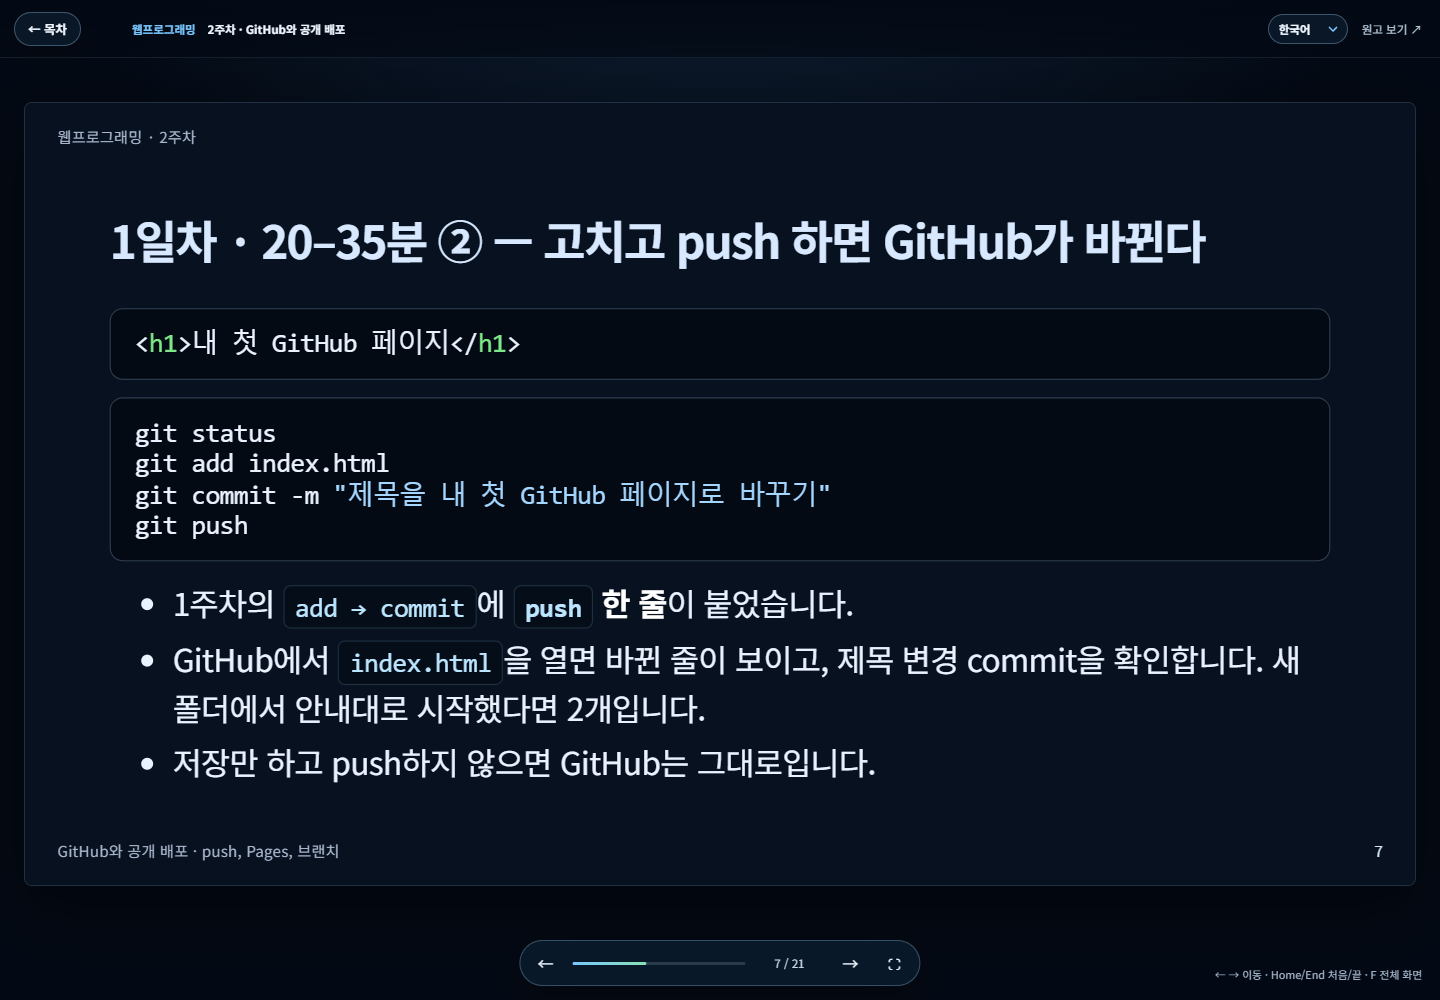 ← 목차
웹프로그래밍 2주차 · GitHub와 공개 배포
한국어
원고 보기 ↗
웹프로그래밍 · 2주차
1일차 · 20–35분 ② — 고치고 push 하면 GitHub가 바뀐다
<h1>내 첫 GitHub 페이지</h1>
git status
git add index.html
git commit -m "제목을 내 첫 GitHub 페이지로 바꾸기"
git push
• 1주차의 add → commit에 push 한 줄이 붙었습니다.
• GitHub에서 index.html을 열면 바뀐 줄이 보이고, 제목 변경 commit을 확인합니다. 새
폴더에서 안내대로 시작했다면 2개입니다.
• 저장만 하고 push하지 않으면 GitHub는 그대로입니다.
GitHub와 공개 배포 · push, Pages, 브랜치
7
← 7 / 21 →
← → 이동 · Home/End 처음/끝 · F 전체 화면